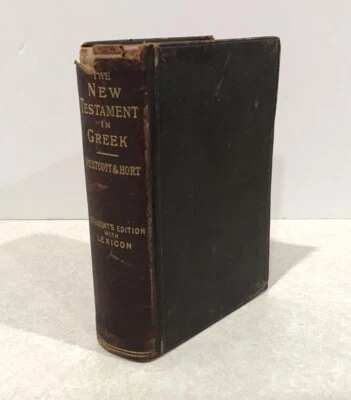 THE
NEW
TESTAMENT
IN
GREEK
WESTCOTT & HORT
STUDENT'S EDITION
WITH
LEXICON